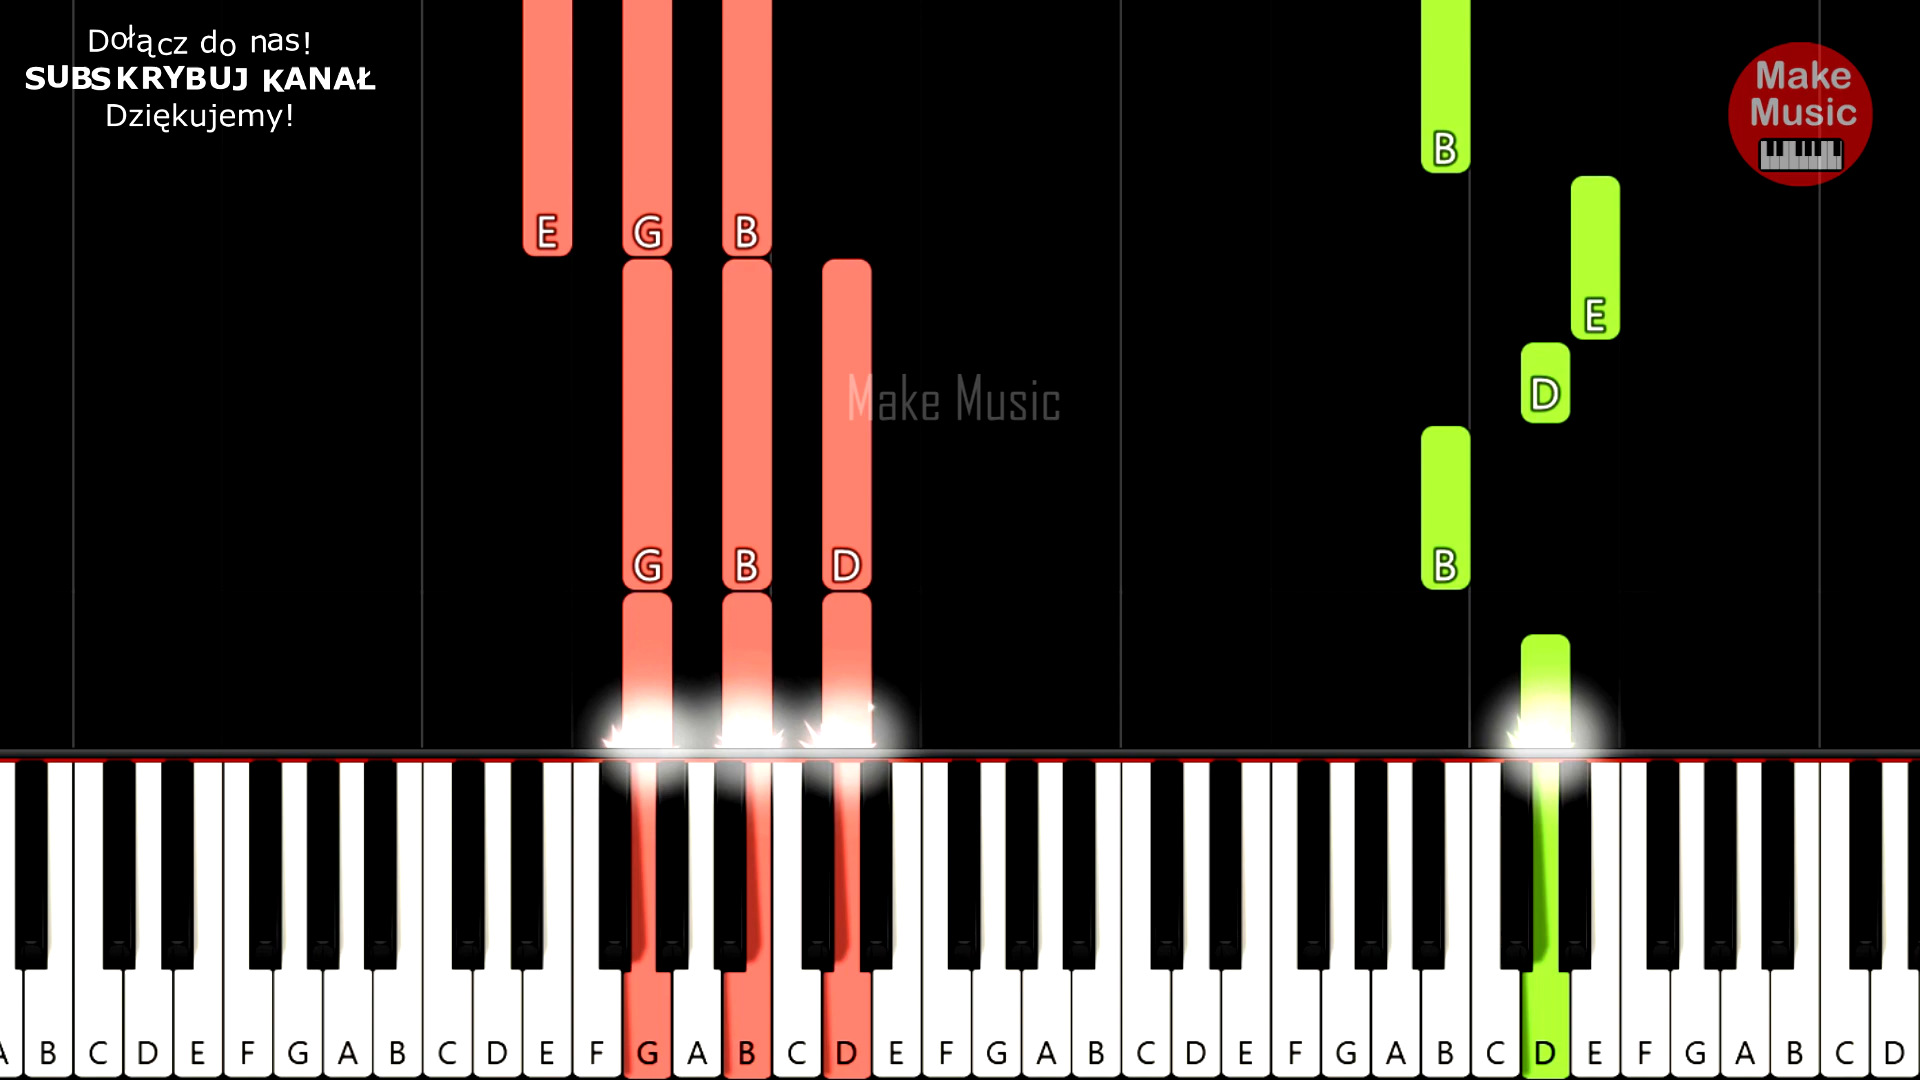 Dołącz do nas!
SUBSKRYBUJ KANAŁ
Dziękujemy!
Make
Music
B
E G B
E
D
Make Music
B
G B D
A B C D E F G A B C D E F G A B C D E F G A B C D E F G A B C D E F G A B C D